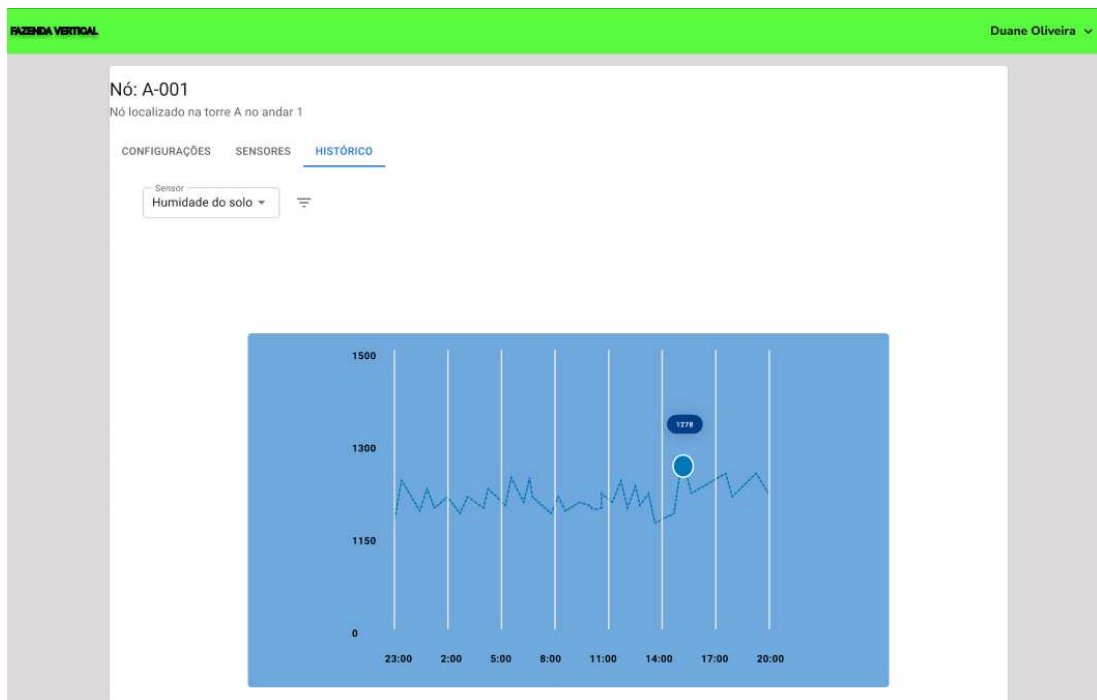 FAZENDA VERTICAL
Duane Oliveira
Nó: A-001
Nó localizado na torre A no andar 1
CONFIGURAÇÕES SENSORES HISTÓRICO
Sensor
Humidade do solo
1500
1278
1300
1150
0
23:00 2:00 5:00 8:00 11:00 14:00 17:00 20:00